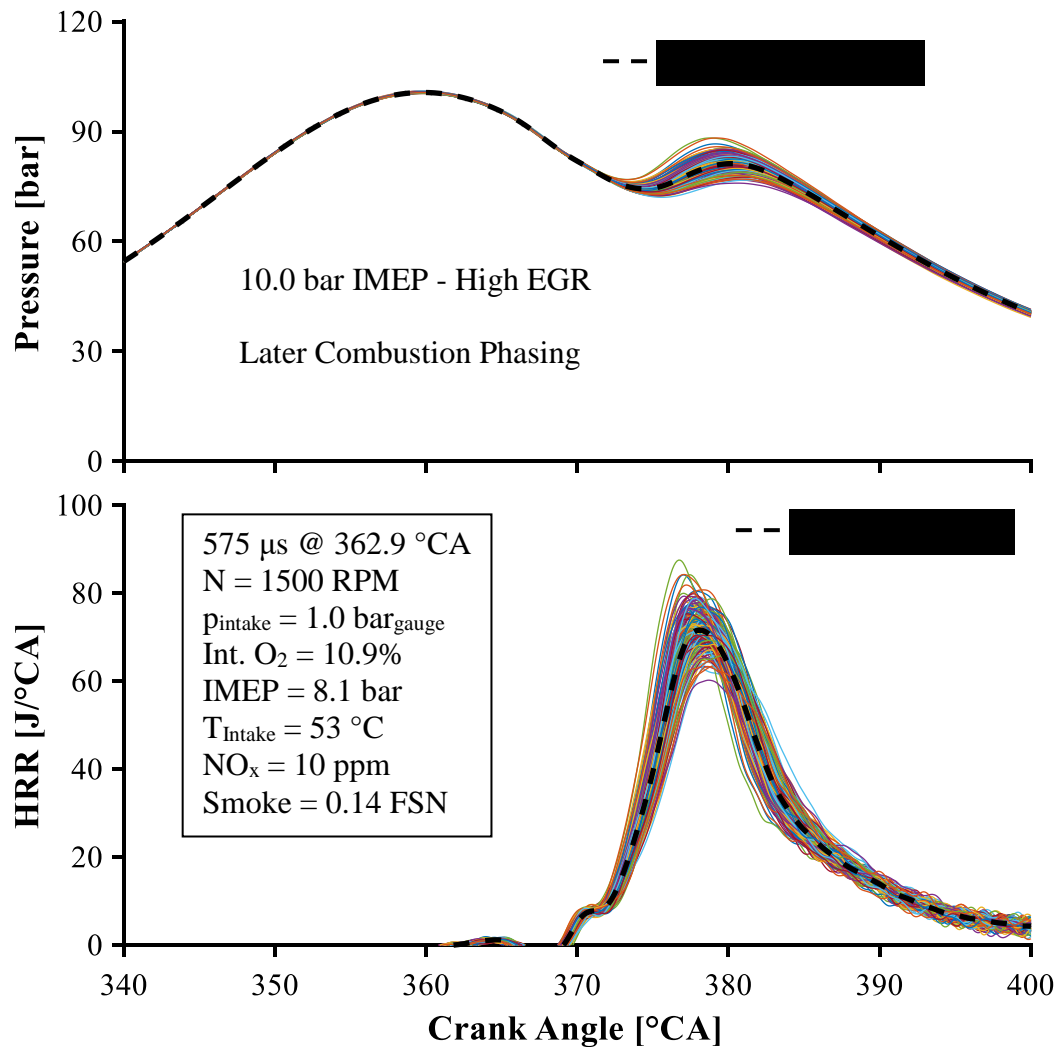 120
90
60
30
0
Pressure [bar]
10.0 bar IMEP - High EGR
Later Combustion Phasing
100
80
60
40
20
0
HRR [J/°CA]
575 μs @ 362.9 °CA
N = 1500 RPM
pintake = 1.0 bargauge
Int. O2 = 10.9%
IMEP = 8.1 bar
TIntake = 53 °C
NOx = 10 ppm
Smoke = 0.14 FSN
340 350 360 370 380 390 400
Crank Angle [°CA]